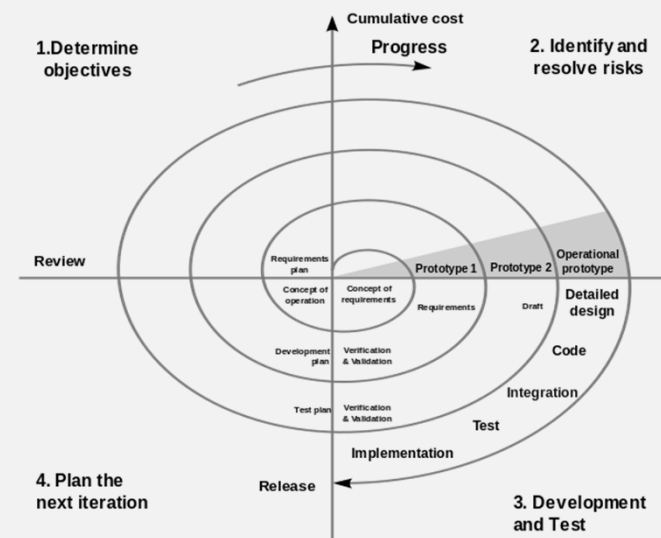 Cumulative cost
1.Determine
objectives
Progress
2. Identify and
resolve risks
Review
Requirements
plan
Prototype 1
Prototype 2
Operational
prototype
Concept of
operation
Concept of
requirements
Requirements
Draft
Detailed
design
Development
plan
Verification
& Validation
Code
Integration
Test plan
Verification
& Validation
Test
Implementation
Release
4. Plan the
next iteration
3. Development
and Test